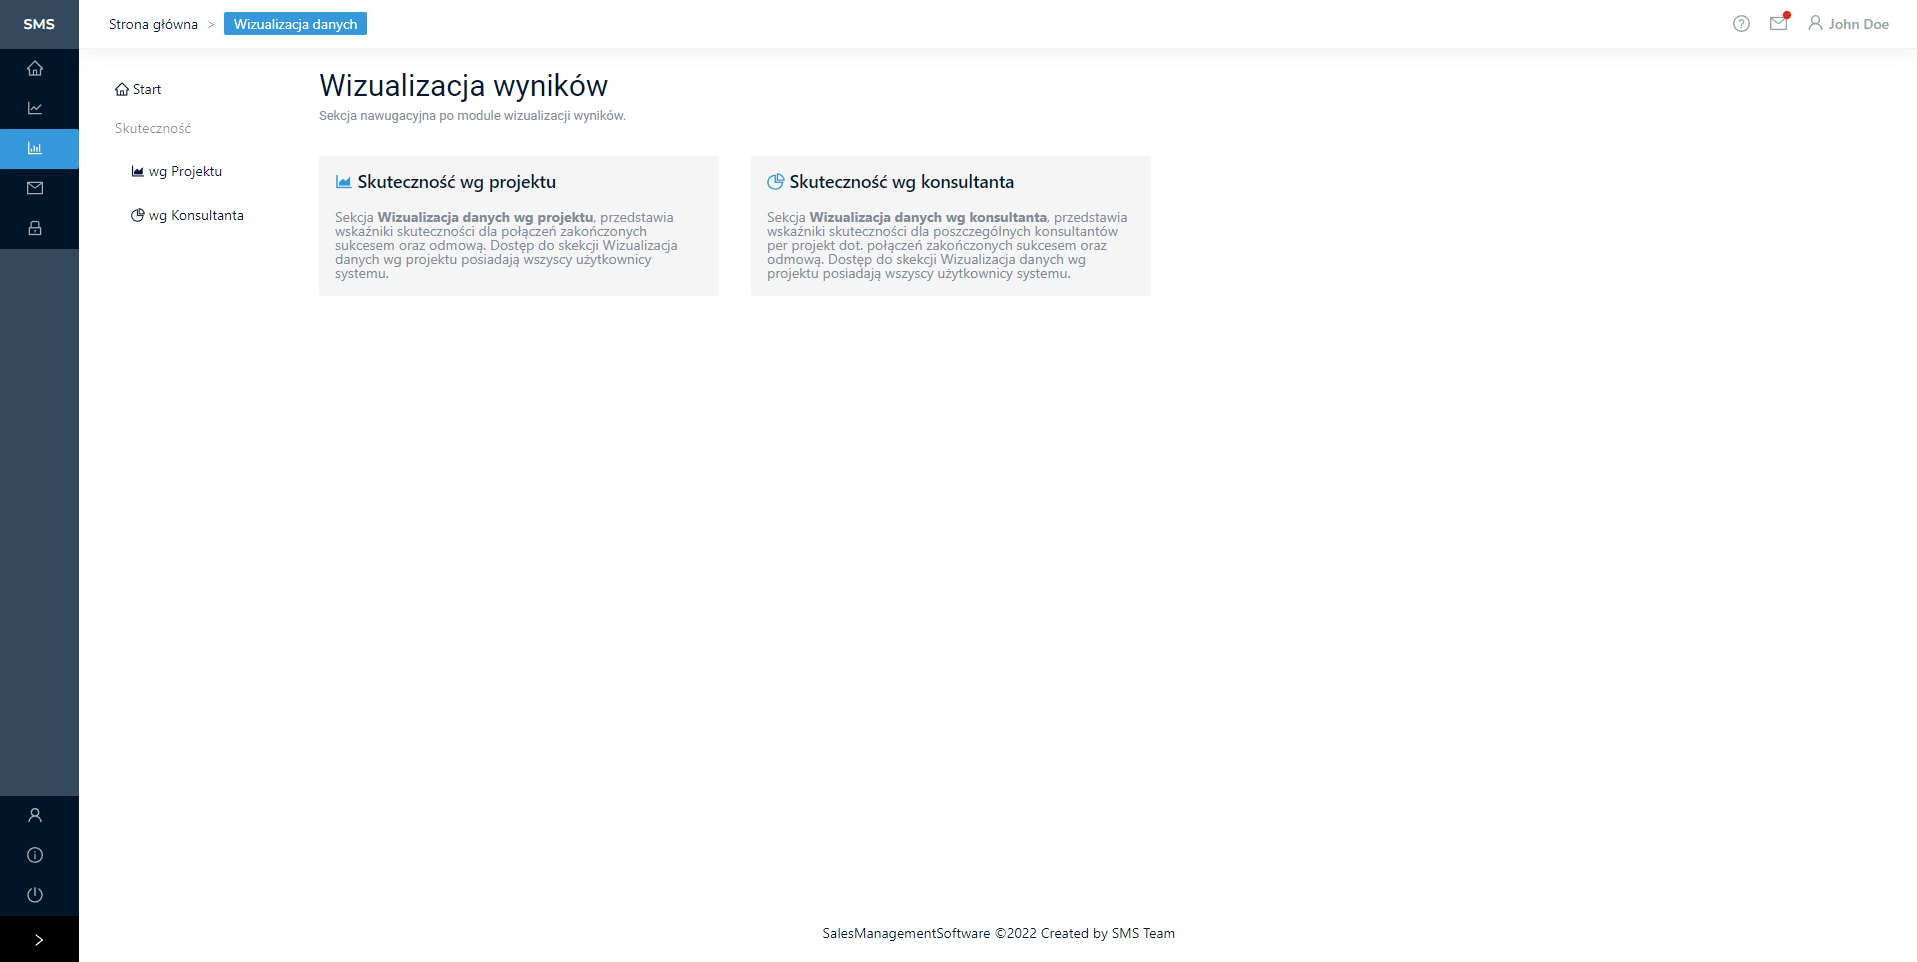 SMS
Strona główna > Wizualizacja danych
John Doe
Start
Skuteczność
wg Projektu
wg Konsultanta
Wizualizacja wyników
Sekcja nawugacyjna po module wizualizacji wyników.
Skuteczność wg projektu
Sekcja Wizualizacja danych wg projektu, przedstawia
wskaźniki skuteczności dla połączeń zakończonych
sukcesem oraz odmową. Dostęp do skekcji Wizualizacja
danych wg projektu posiadają wszyscy użytkownicy
systemu.
Skuteczność wg konsultanta
Sekcja Wizualizacja danych wg konsultanta, przedstawia
wskaźniki skuteczności dla poszczególnych konsultantów
per projekt dot. połączeń zakończonych sukcesem oraz
odmową. Dostęp do skekcji Wizualizacja danych wg
projektu posiadają wszyscy użytkownicy systemu.
SalesManagementSoftware ©2022 Created by SMS Team